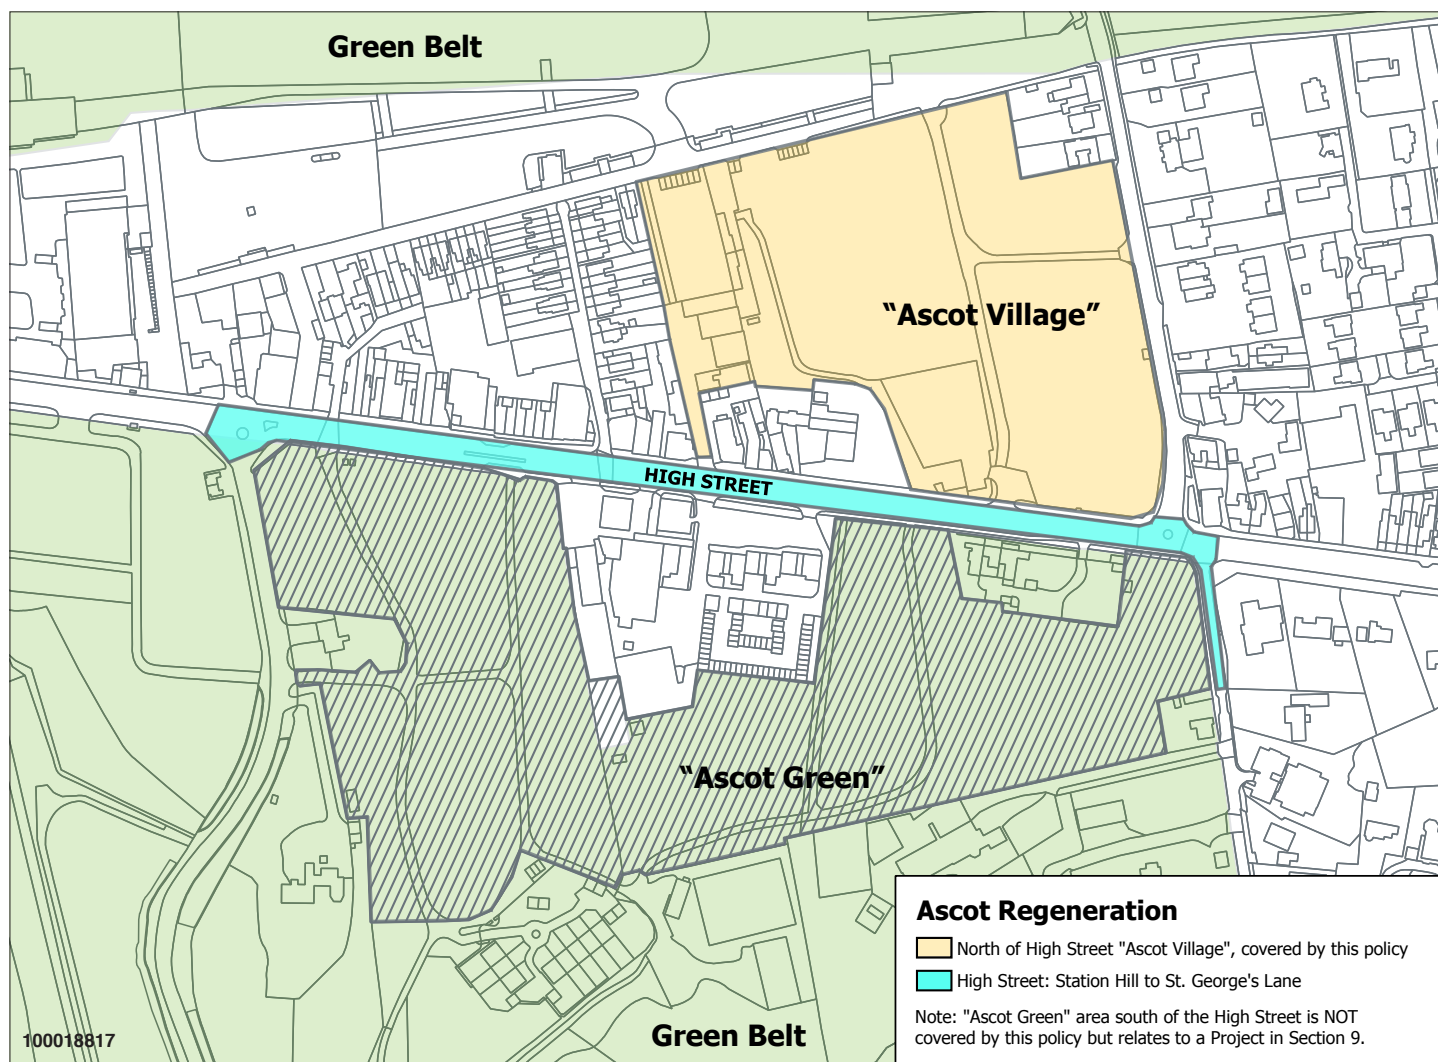 Green Belt
"Ascot Village"
HIGH STREET
"Ascot Green"
Green Belt
100018817
Ascot Regeneration
North of High Street "Ascot Village", covered by this policy
High Street: Station Hill to St. George's Lane
Note: "Ascot Green" area south of the High Street is NOT
covered by this policy but relates to a Project in Section 9.